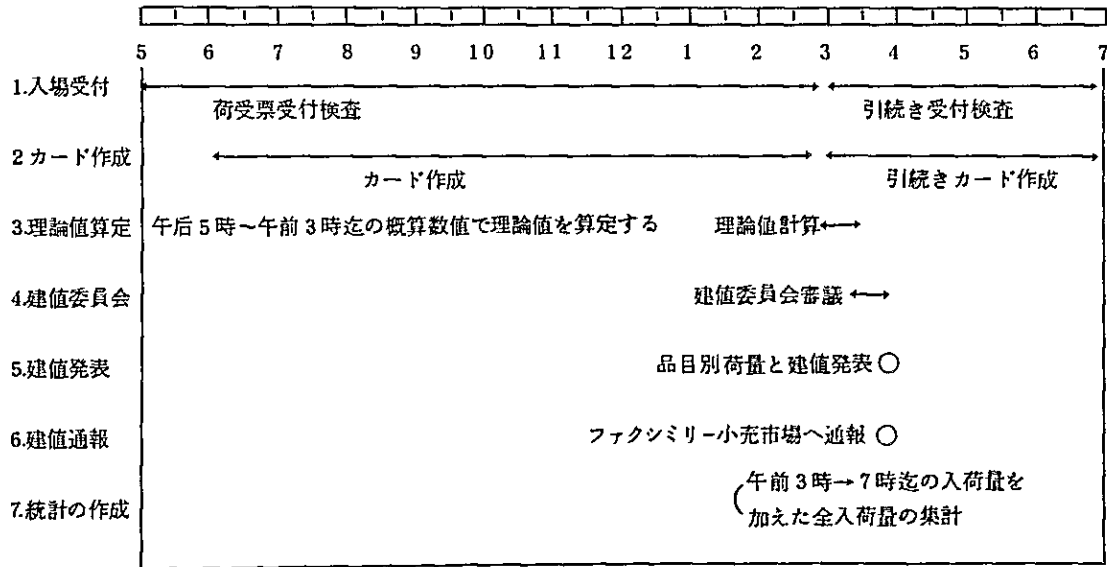 5 6 7 8 9 10 11 12 1 2 3 4 5 6 7
1.入場受付
荷受票受付検査 引続き受付検査
2カード作成
カード作成 引続きカード作成
3.理論値算定 午后5時～午前3時迄の概算数値で理論値を算定する 理論値計算
4.建値委員会 建値委員会審議
5.建値発表 品目別荷量と建値発表
6.建値通報 ファクシミリー小売市場へ通報
午前3時→7時迄の入荷量を
7.統計の作成
加えた全入荷量の集計